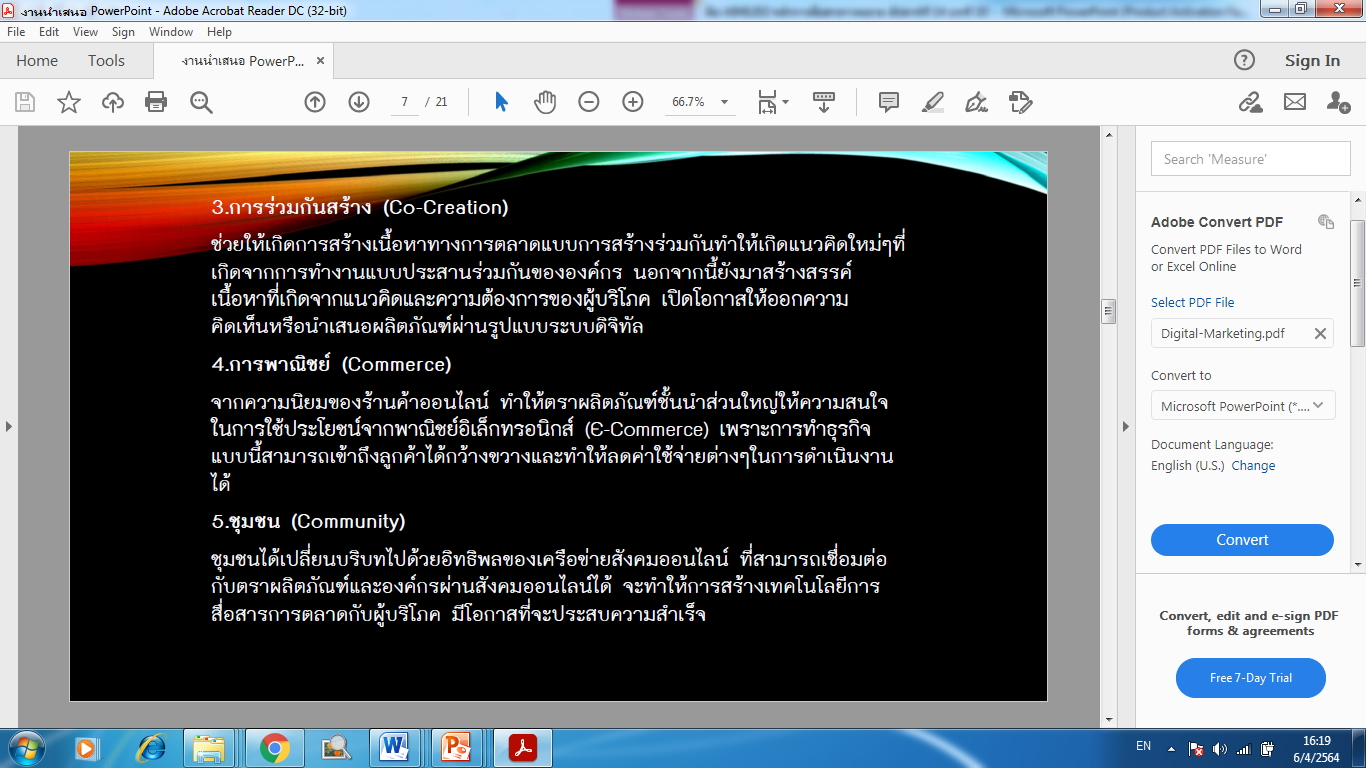 งานนำเสนอ PowerPoint - Adobe Acrobat Reader DC (32-bit)
File Edit View Sign Window Help
Home Tools งานนำเสนอ PowerP... × Sign In
7 / 21 66.7%
3.การร่วมกันสร้าง (Co-Creation)
ช่วยให้เกิดการสร้างเนื้อหาทางการตลาดแบบการสร้างร่วมกันทำให้เกิดแนวคิดใหม่ๆที่
เกิดจากการทำงานแบบประสานร่วมกันขององค์กร นอกจากนี้ยังมาสร้างสรรค์
เนื้อหาที่เกิดจากแนวคิดและความต้องการของผู้บริโภค เปิดโอกาสให้ออกความ
คิดเห็นหรือนำเสนอผลิตภัณฑ์ผ่านรูปแบบระบบดิจิทัล
4.การพาณิชย์ (Commerce)
จากความนิยมของร้านค้าออนไลน์ ทำให้ตราผลิตภัณฑ์ชั้นนำส่วนใหญ่ให้ความสนใจ
ในการใช้ประโยชน์จากพาณิชย์อิเล็กทรอนิกส์ (E-Commerce) เพราะการทำธุรกิจ
แบบนี้สามารถเข้าถึงลูกค้าได้กว้างขวางและทำให้ลดค่าใช้จ่ายต่างๆในการดำเนินงาน
ได้
5.ชุมชน (Community)
ชุมชนได้เปลี่ยนบริบทไปด้วยอิทธิพลของเครือข่ายสังคมออนไลน์ ที่สามารถเชื่อมต่อ
กับตราผลิตภัณฑ์และองค์กรผ่านสังคมออนไลน์ได้ จะทำให้การสร้างเทคโนโลยีการ
สื่อสารการตลาดกับผู้บริโภค มีโอกาสที่จะประสบความสำเร็จ
Search 'Measure'
Adobe Convert PDF
Convert PDF Files to Word
or Excel Online
Select PDF File
Digital-Marketing.pdf
Convert to
Microsoft PowerPoint (*....
Document Language:
English (U.S.) Change
Convert
Convert, edit and e-sign PDF
forms & agreements
Free 7-Day Trial
EN 16:19
6/4/2564